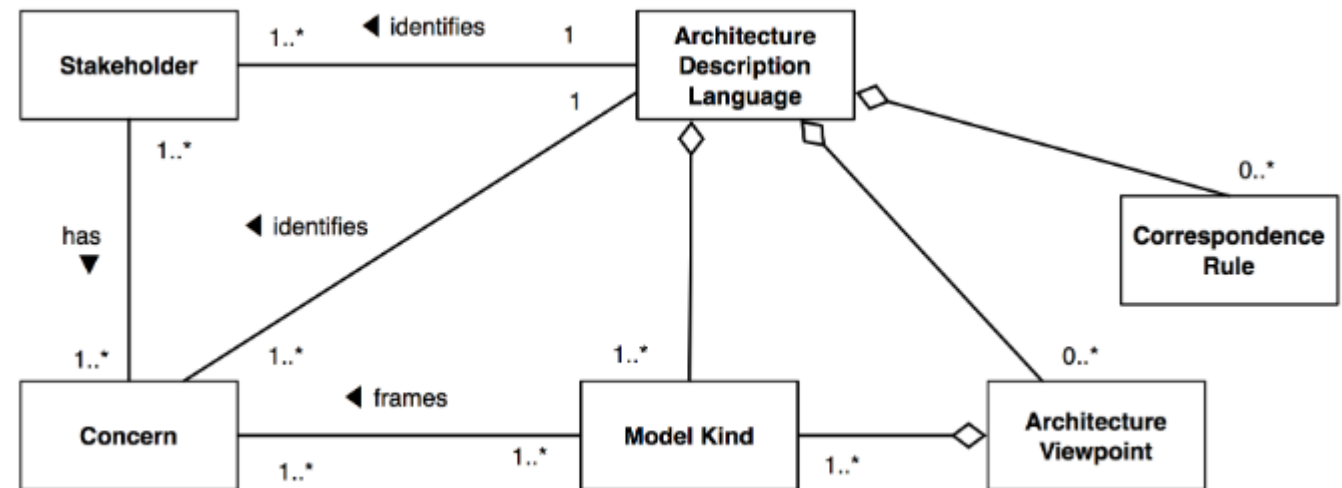 1..*
◀ identifies
1
Architecture
Description
Language
Stakeholder
1
1..*
0..*
◀ identifies
has
▼
Correspondence
Rule
1..*
1..*
1..*
0..*
◀ frames
Concern
Model Kind
Architecture
Viewpoint
1..*
1..*
1..*